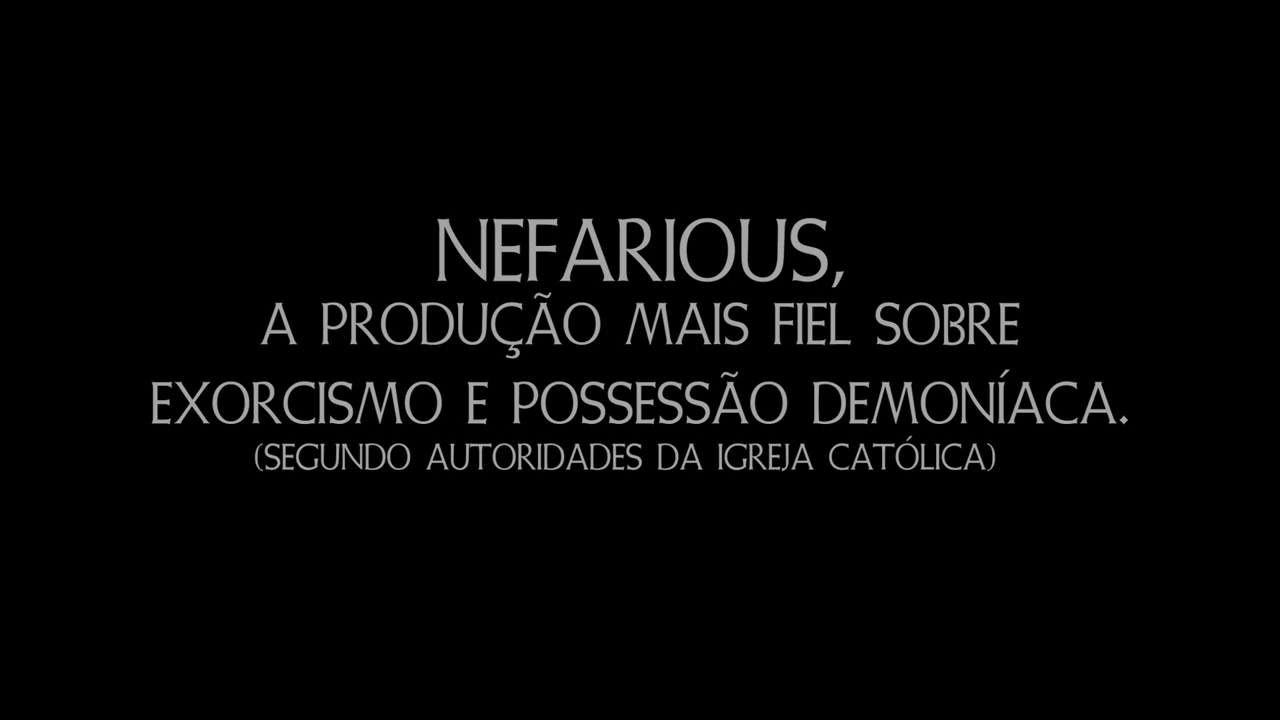 NEFARIOUS,
A PRODUÇÃO MAIS FIEL SOBRE
EXORCISMO E POSSESSÃO DEMONÍACA.
(SEGUNDO AUTORIDADES DA IGREJA CATÓLICA)